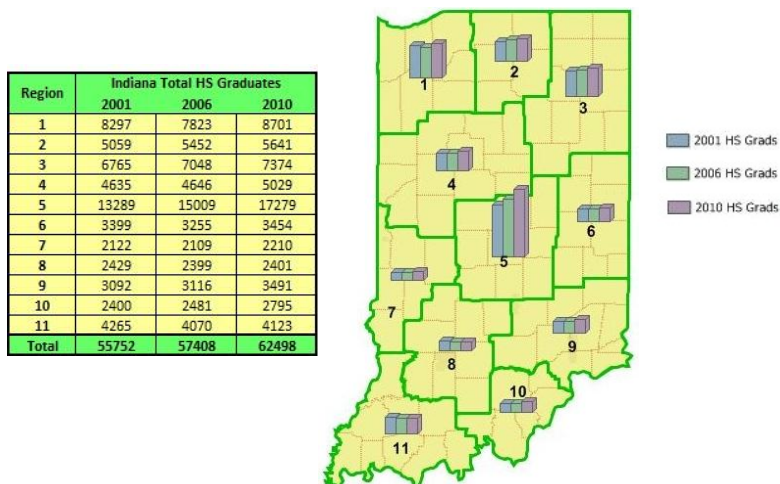 Region Indiana Total HS Graduates
2001 2006 2010
1 8297 7823 8701
2 5059 5452 5641
3 6765 7048 7374
4 4635 4646 5029
5 13289 15009 17279
6 3399 3255 3454
7 2122 2109 2210
8 2429 2399 2401
9 3092 3116 3491
10 2400 2481 2795
11 4265 4070 4123
Total 55752 57408 62498
1
2
3
4
5
6
7
8
9
10
11
2001 HS Grads
2006 HS Grads
2010 HS Grads